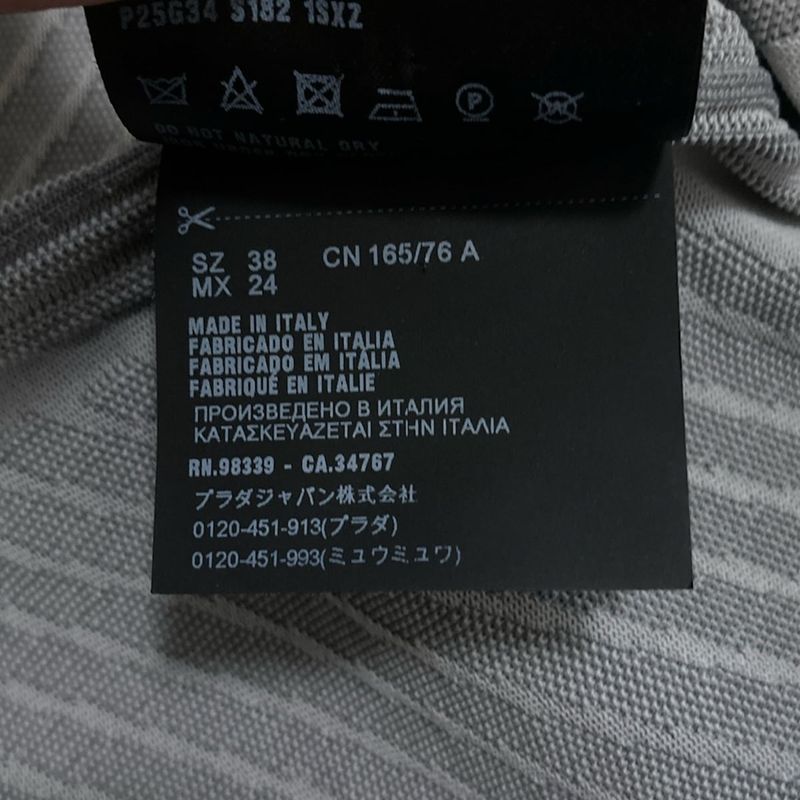 P25G34 S182 1SXZ
DO NOT NATURAL DRY
SZ 38 CN 165/76 A
MX 24
MADE IN ITALY
FABRICADO EN ITALIA
FABRICADO EM ITÁLIA
FABRIQUÉ EN ITALIE
ПРОИЗВЕДЕНО В ИТАЛИЯ
ΚΑΤΑΣΚΕΥΑΖΕΤΑΙ ΣΤΗΝ ΙΤΑΛΙΑ
RN.98339 - CA.34767
プラダジャパン株式会社
0120-451-913(プラダ)
0120-451-993(ミュウミュウ)